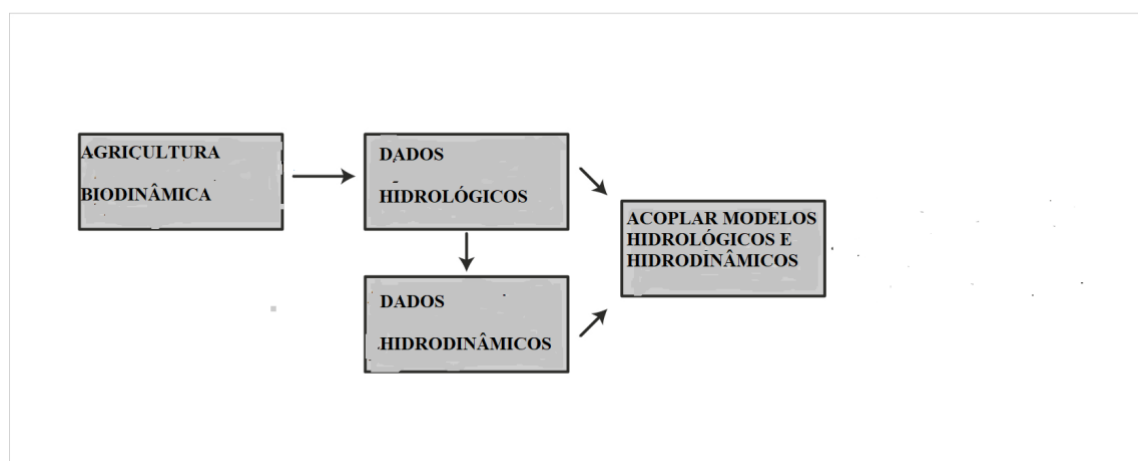 AGRICULTURA
BIODINÂMICA
DADOS
HIDROLÓGICOS
DADOS
HIDRODINÂMICOS
ACOPLAR MODELOS
HIDROLÓGICOS E
HIDRODINÂMICOS